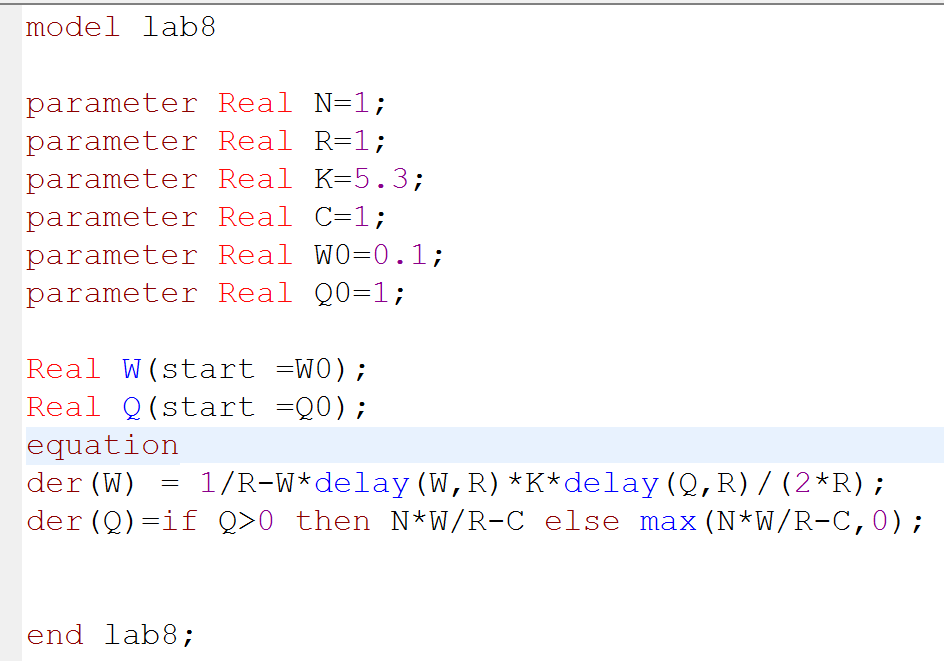 model lab8
parameter Real N=1;
parameter Real R=1;
parameter Real K=5.3;
parameter Real C=1;
parameter Real W0=0.1;
parameter Real Q0=1;
Real W(start =W0);
Real Q(start =Q0);
equation
der(W) = 1/R-W*delay(W,R)*K*delay(Q,R)/(2*R);
der(Q)=if Q>0 then N*W/R-C else max(N*W/R-C,0);
end lab8;